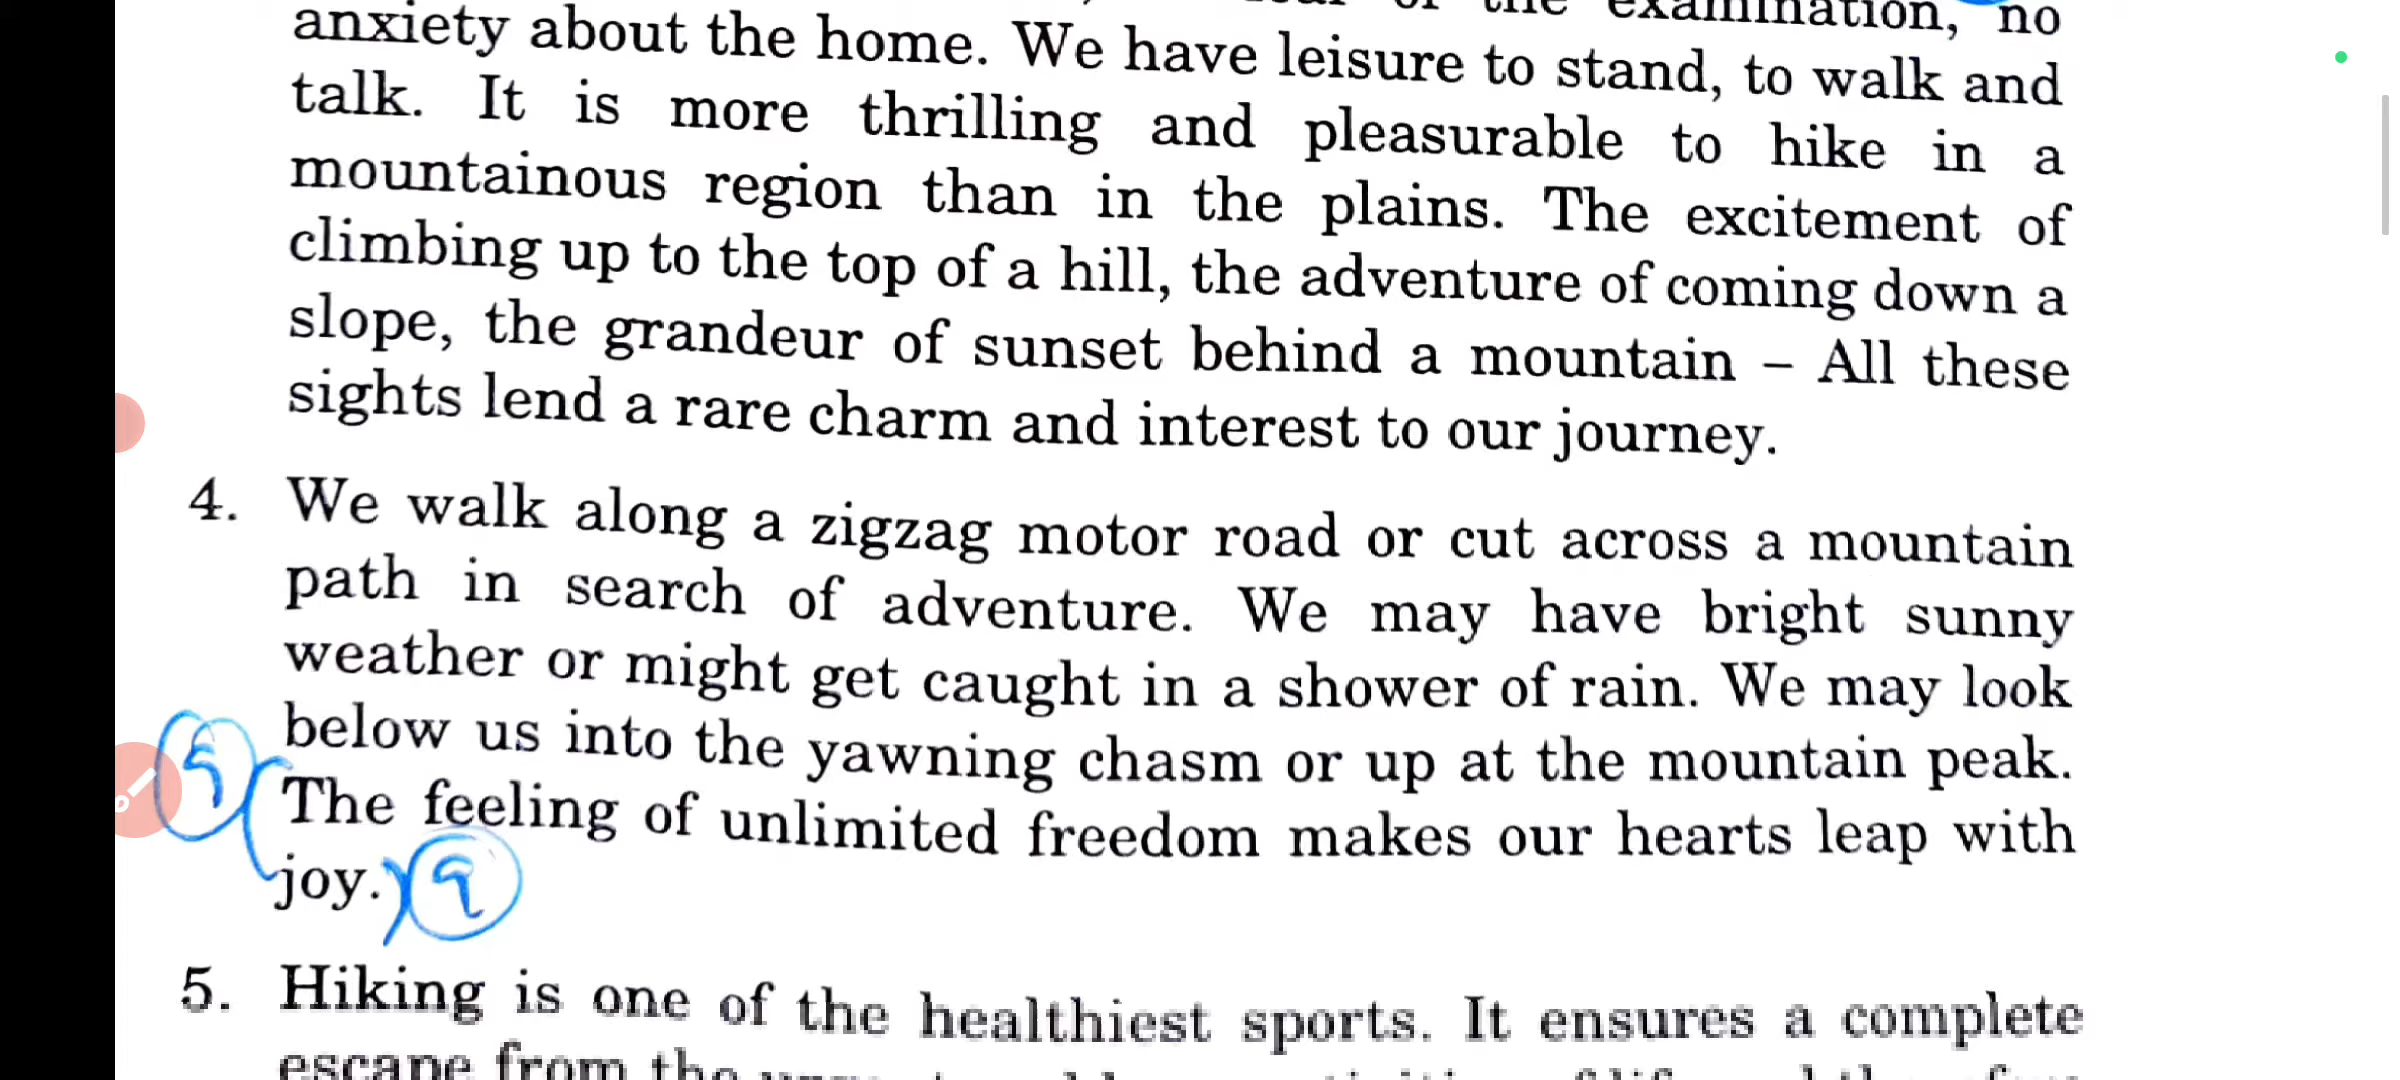 the examination, no
anxiety about the home. We have leisure to stand, to walk and
talk. It is more thrilling and pleasurable to hike in a
mountainous region than in the plains. The excitement of
climbing up to the top of a hill, the adventure of coming down a
slope, the grandeur of sunset behind a mountain – All these
sights lend a rare charm and interest to our journey.
4. We walk along a zigzag motor road or cut across a mountain
path in search of adventure. We may have bright sunny
weather or might get caught in a shower of rain. We may look
below us into the yawning chasm or up at the mountain peak.
The feeling of unlimited freedom makes our hearts leap with
joy.
5. Hiking is one of the healthiest sports. It ensures a complete
escape from the